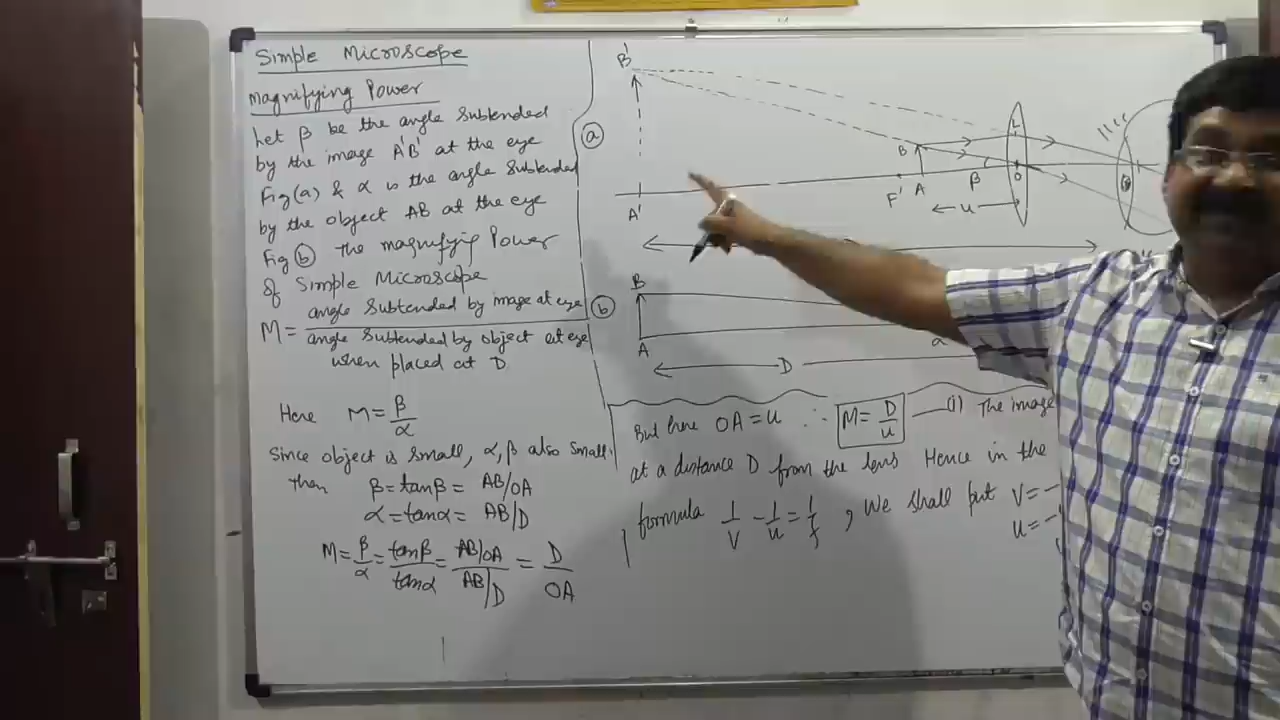 Simple Microscope
Magnifying Power
Let β be the angle subtended
by the image A'B' at the eye
Fig(a) & α is the angle subtended
by the object AB at the eye
Fig (b) The magnifying Power
of Simple Microscope
M = angle subtended by image at eye
angle subtended by object at eye
when placed at D
Here M = β/α
Since object is small, α, β also small.
then β = tanβ = AB/OA
α = tanα = AB/D
M = β/α = tanβ/tanα = AB/OA / AB/D = D/OA
(a)
B'
A'
B
F'
A
β
L
O
u
(b)
B
A
α
D
But here OA = u ∴ M = D/u —(1) The image
at a distance D from the lens Hence in the
formula 1/v - 1/u = 1/f , We shall put v = -
u = -